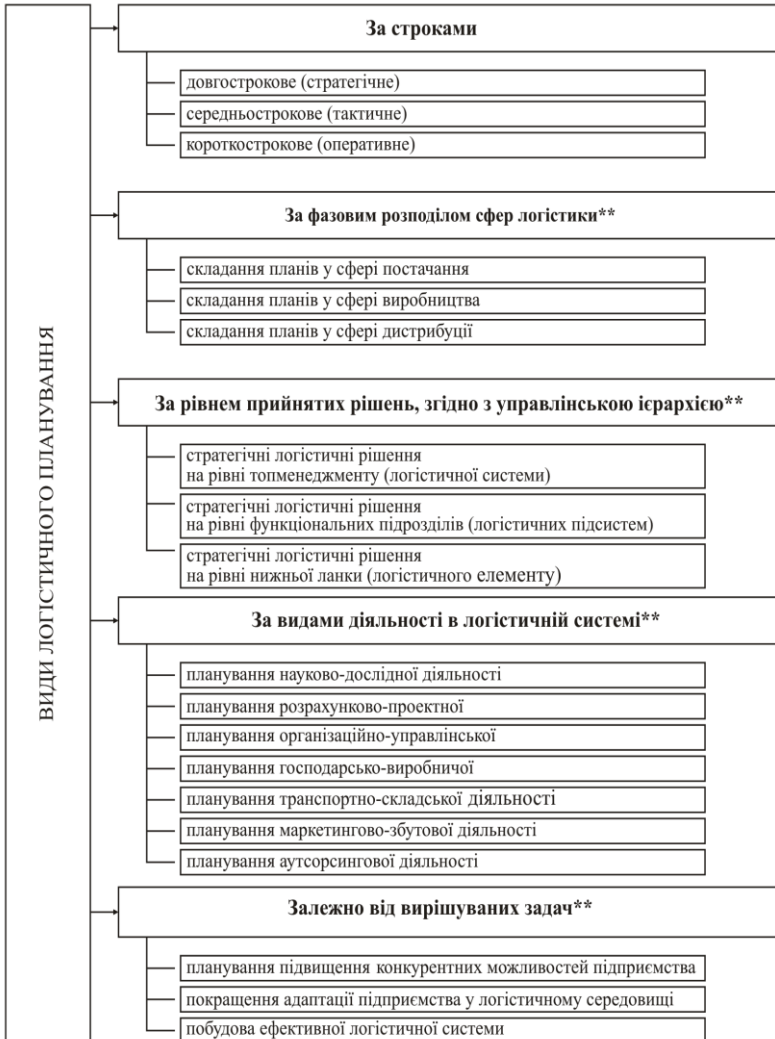 ВИДИ ЛОГІСТИЧНОГО ПЛАНУВАННЯ
За строками
довгострокове (стратегічне)
середньострокове (тактичне)
короткострокове (оперативне)
За фазовим розподілом сфер логістики**
складання планів у сфері постачання
складання планів у сфері виробництва
складання планів у сфері дистрибуції
За рівнем прийнятих рішень, згідно з управлінською ієрархією**
стратегічні логістичні рішення
на рівні топменеджменту (логістичної системи)
стратегічні логістичні рішення
на рівні функціональних підрозділів (логістичних підсистем)
стратегічні логістичні рішення
на рівні нижньої ланки (логістичного елементу)
За видами діяльності в логістичній системі**
планування науково-дослідної діяльності
планування розрахунково-проектної
планування організаційно-управлінської
планування господарсько-виробничої
планування транспортно-складської діяльності
планування маркетингово-збутової діяльності
планування аутсорсингової діяльності
Залежно від вирішуваних задач**
планування підвищення конкурентних можливостей підприємства
покращення адаптації підприємства у логістичному середовищі
побудова ефективної логістичної системи